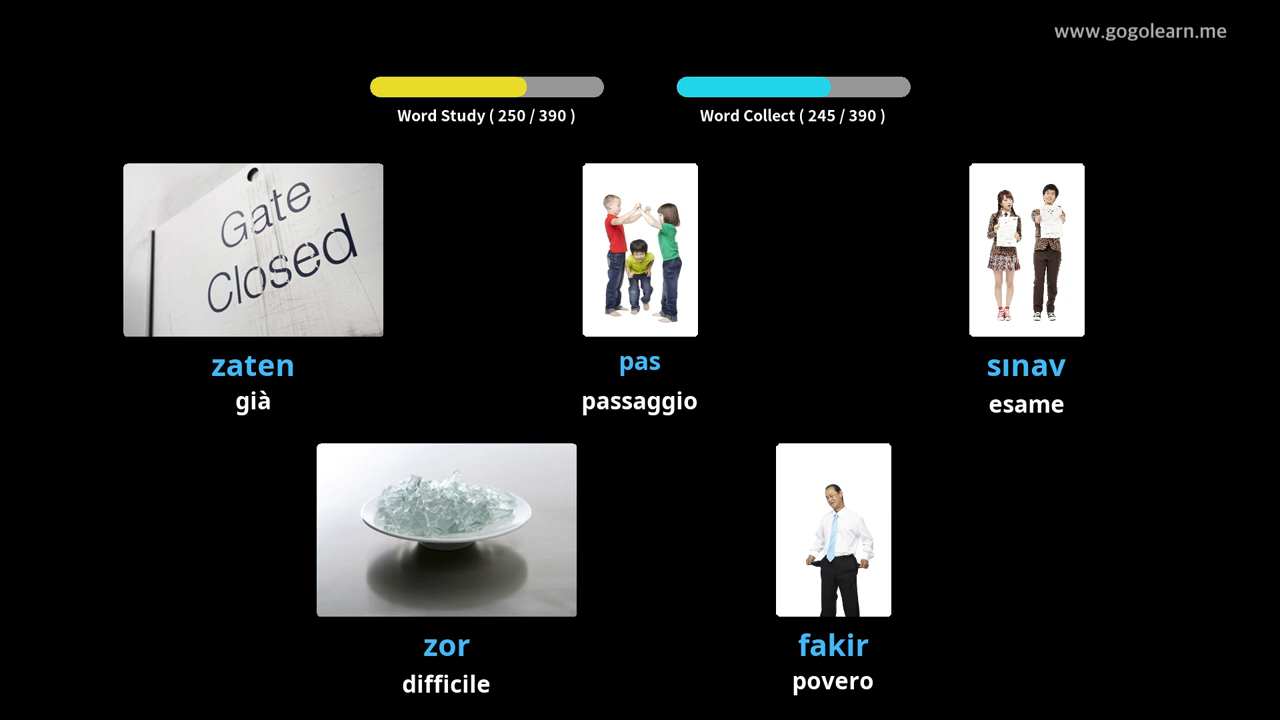 www.gogolearn.me
Word Study ( 250 / 390 )
Word Collect ( 245 / 390 )
Gate
Closed
zaten
già
pas
passaggio
sınav
esame
zor
difficile
fakir
povero